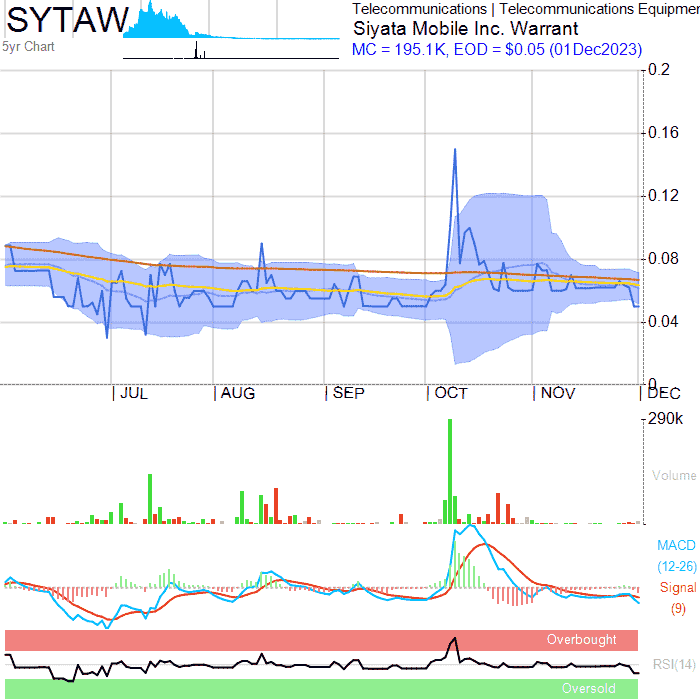 SYTAW
5yr Chart
Telecommunications | Telecommunications Equipmen
Siyata Mobile Inc. Warrant
MC = 195.1K, EOD = $0.05 (01Dec2023)
0.2
0.16
0.12
0.08
0.04
0
JUL AUG SEP OCT NOV DEC
290k
Volume
MACD
(12-26)
Signal
(9)
Overbought
RSI(14)
Oversold